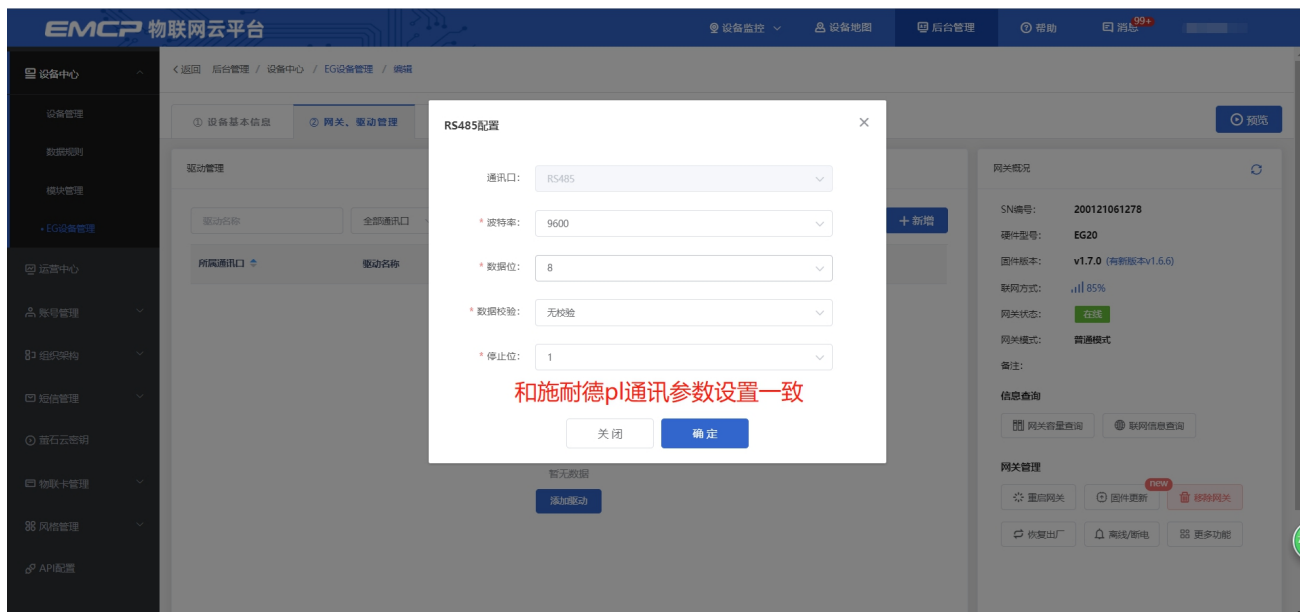 EMCP 物联网云平台
设备监控
设备地图
后台管理
帮助
消息
99+
设备中心
设备管理
数据规则
模块管理
• EG设备管理
运营中心
账号管理
组织架构
短信管理
萤石云密钥
物联卡管理
风格管理
API配置
<返回 后台管理 / 设备中心 / EG设备管理 / 编辑
① 设备基本信息
② 网关、驱动管理
预览
驱动管理
驱动名称
全部通讯口
+新增
所属通讯口
驱动名称
暂无数据
添加驱动
RS485配置
×
通讯口: RS485
* 波特率: 9600
* 数据位: 8
* 数据校验: 无校验
* 停止位: 1
和施耐德pl通讯参数设置一致
关闭
确定
网关概况
SN编号: 200121061278
硬件型号: EG20
固件版本: v1.7.0 (有新版本v1.6.6)
联网方式: 85%
网关状态: 在线
网关模式: 普通模式
备注:
信息查询
网关容量查询
联网信息查询
网关管理
重启网关
固件更新
new
移除网关
恢复出厂
离线/断电
更多功能